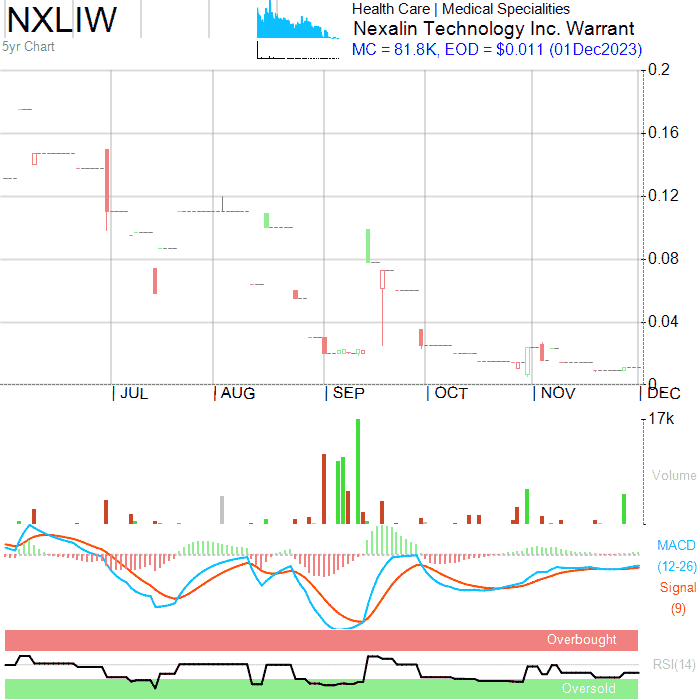 NXLIW
5yr Chart
Health Care | Medical Specialities
Nexalin Technology Inc. Warrant
MC = 81.8K, EOD = $0.011 (01Dec2023)
0.2
0.16
0.12
0.08
0.04
0
JUL AUG SEP OCT NOV DEC
17k
Volume
MACD
(12-26)
Signal
(9)
Overbought
RSI(14)
Oversold